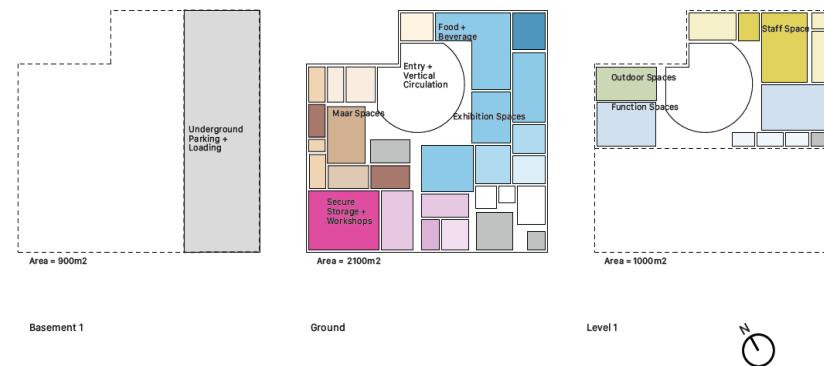 Underground
Parking +
Loading
Area = 900m2
Basement 1
Food +
Beverage
Entry +
Vertical
Circulation
Maar Spaces
Exhibition Spaces
Secure
Storage +
Workshops
Area = 2100m2
Ground
Staff Space
Outdoor Spaces
Function Spaces
Area = 1000m2
Level 1
N